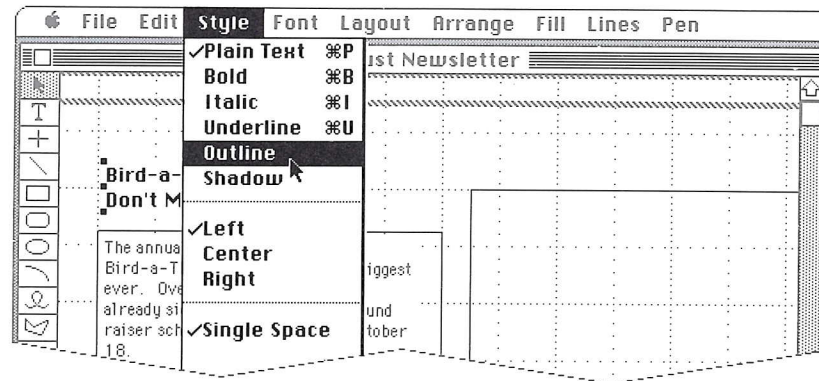 File Edit Style Font Layout Arrange Fill Lines Pen
ust Newsletter
✓Plain Text ⌘P
Bold ⌘B
Italic ⌘I
Underline ⌘U
Outline
Shadow
✓Left
Center
Right
✓Single Space
T
Bird-a-
Don't M
The annua
Bird-a-T iggest
ever. Ove
already si und
raiser sch tober
18.